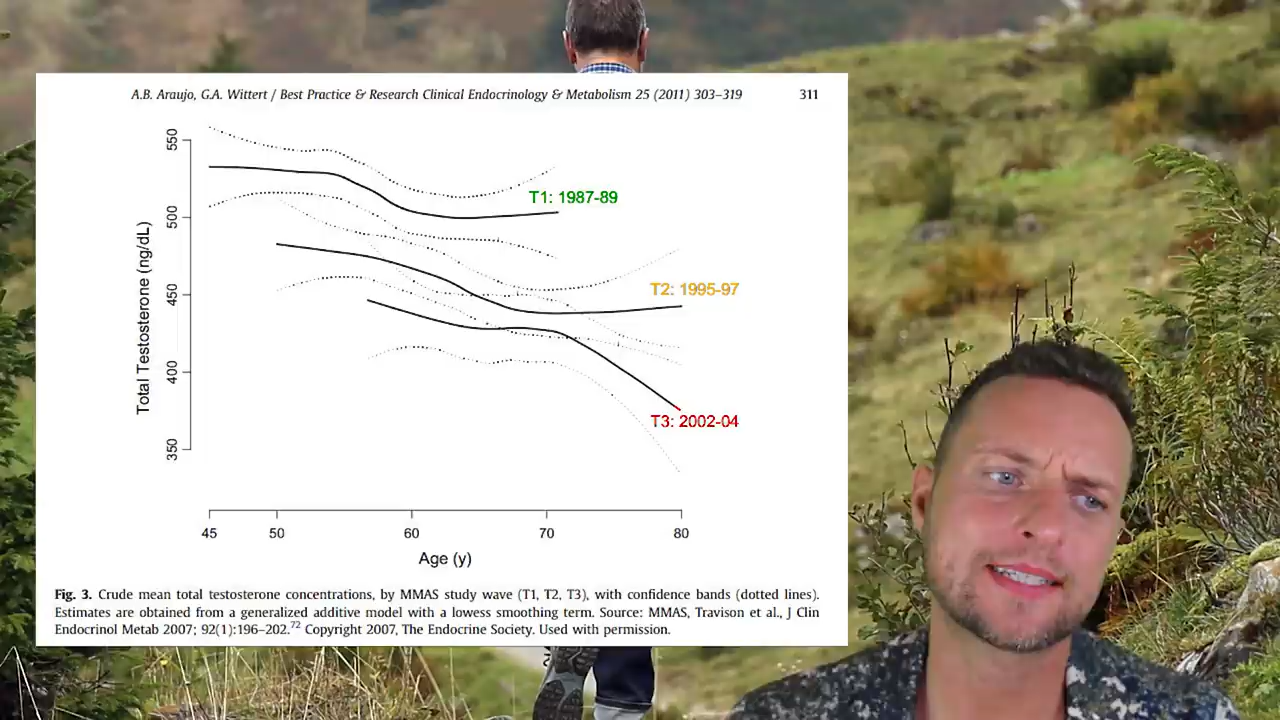 A.B. Araujo, G.A. Wittert / Best Practice & Research Clinical Endocrinology & Metabolism 25 (2011) 303–319 311
550
500
450
400
350
Total Testosterone (ng/dL)
T1: 1987-89
T2: 1995-97
T3: 2002-04
45 50 60 70 80
Age (y)
Fig. 3. Crude mean total testosterone concentrations, by MMAS study wave (T1, T2, T3), with confidence bands (dotted lines).
Estimates are obtained from a generalized additive model with a lowess smoothing term. Source: MMAS, Travison et al., J Clin
Endocrinol Metab 2007; 92(1):196–202.72 Copyright 2007, The Endocrine Society. Used with permission.